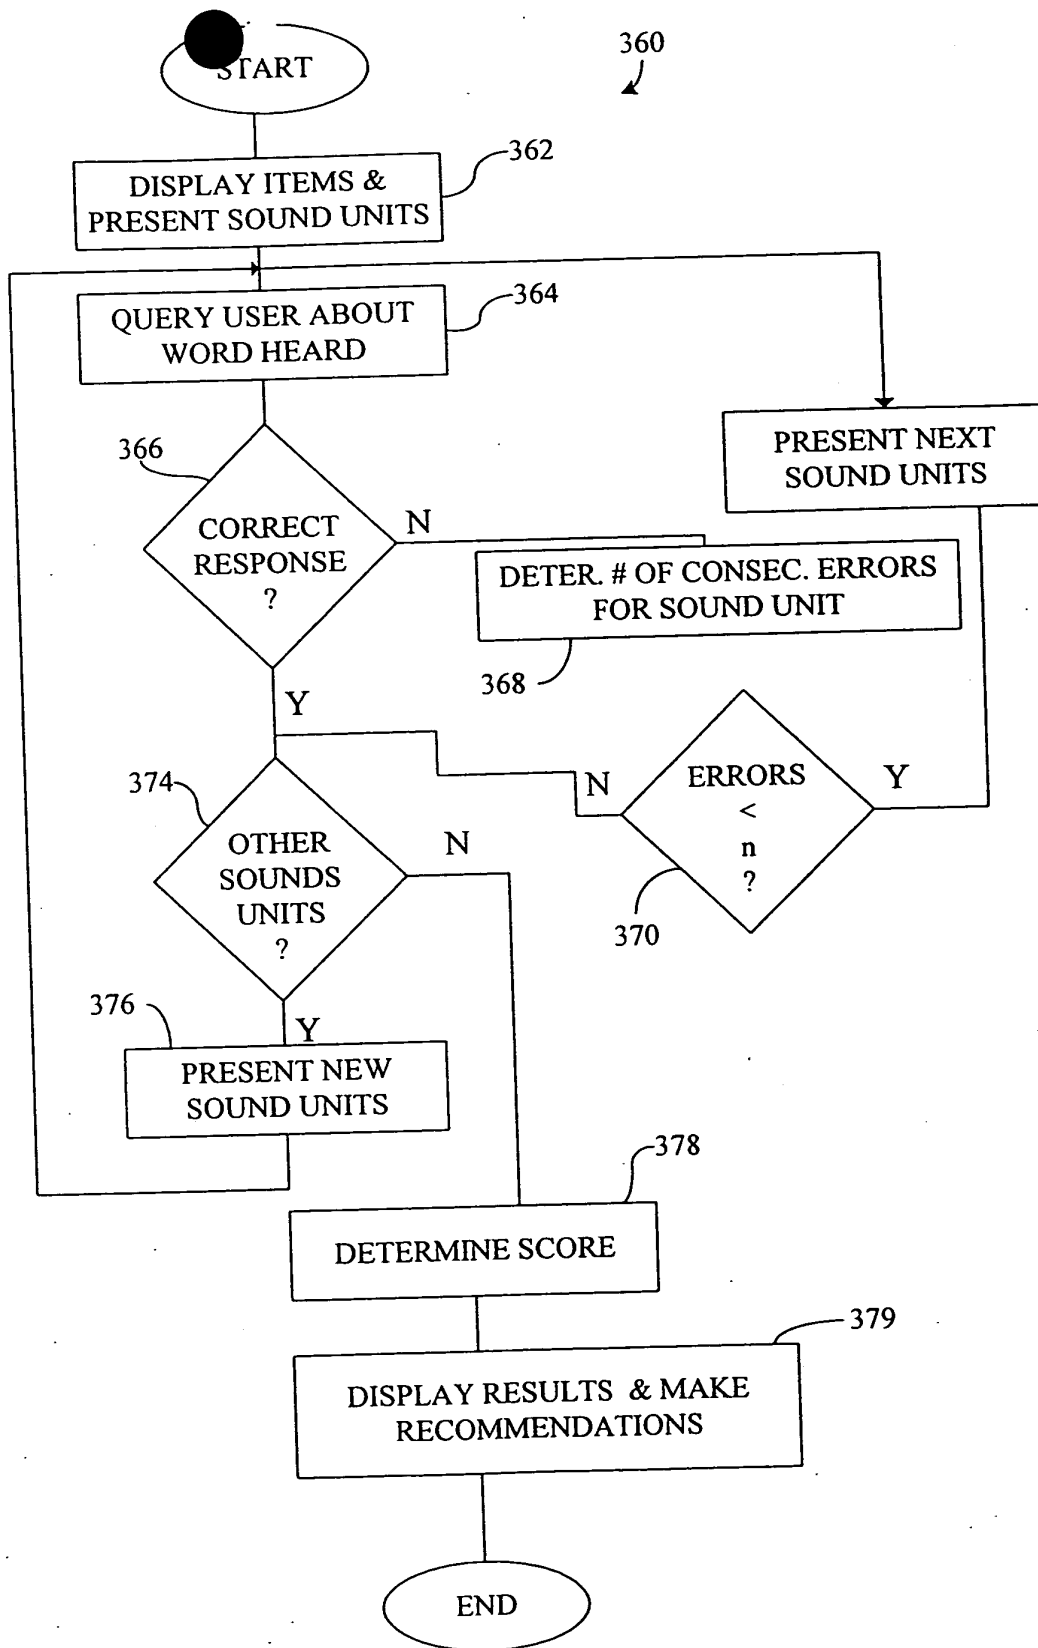 START
360
362
DISPLAY ITEMS &
PRESENT SOUND UNITS
364
QUERY USER ABOUT
WORD HEARD
366
CORRECT
RESPONSE
?
N
Y
PRESENT NEXT
SOUND UNITS
DETER. # OF CONSEC. ERRORS
FOR SOUND UNIT
368
ERRORS
<
n
?
N
Y
370
374
OTHER
SOUNDS
UNITS
?
N
Y
376
PRESENT NEW
SOUND UNITS
378
DETERMINE SCORE
379
DISPLAY RESULTS & MAKE
RECOMMENDATIONS
END